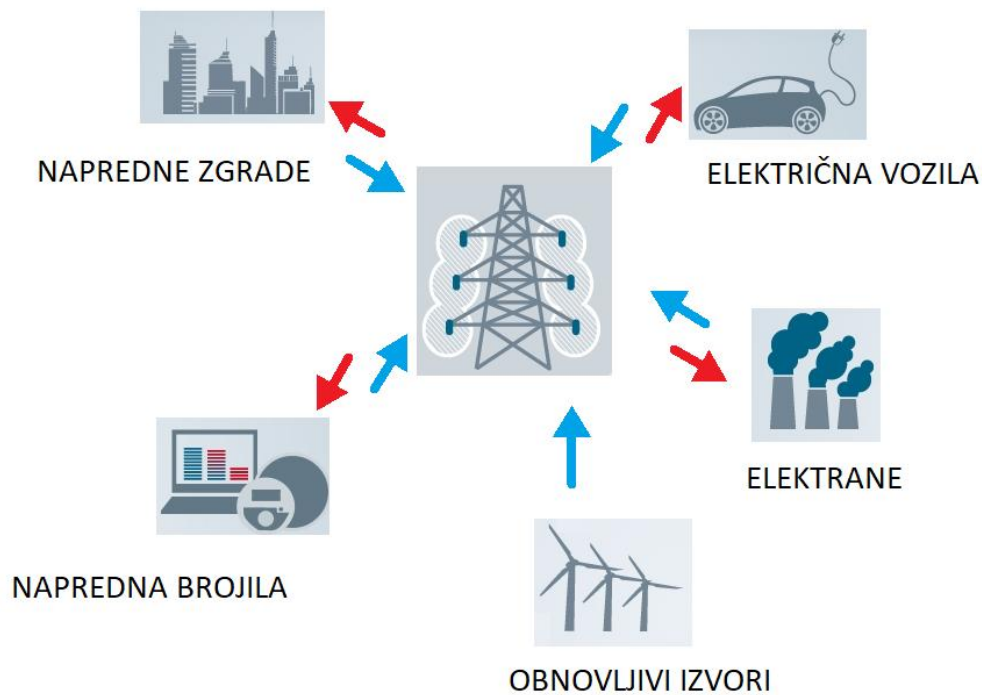 NAPREDNE ZGRADE
ELEKTRIČNA VOZILA
ELEKTRANE
NAPREDNA BROJILA
OBNOVLJIVI IZVORI